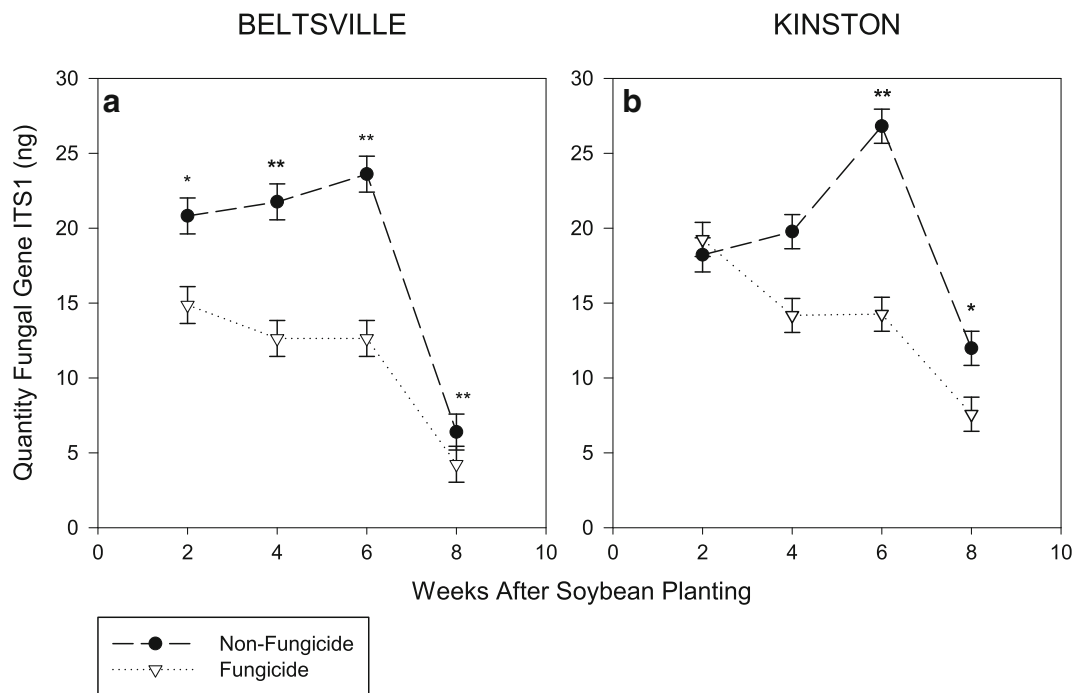 BELTSVILLE
KINSTON
a
b
Quantity Fungal Gene ITS1 (ng)
30
25
20
15
10
5
0
* ** ** **
0 2 4 6 8 10
30
25
20
15
10
5
0
** *
0 2 4 6 8 10
Weeks After Soybean Planting
Non-Fungicide
Fungicide